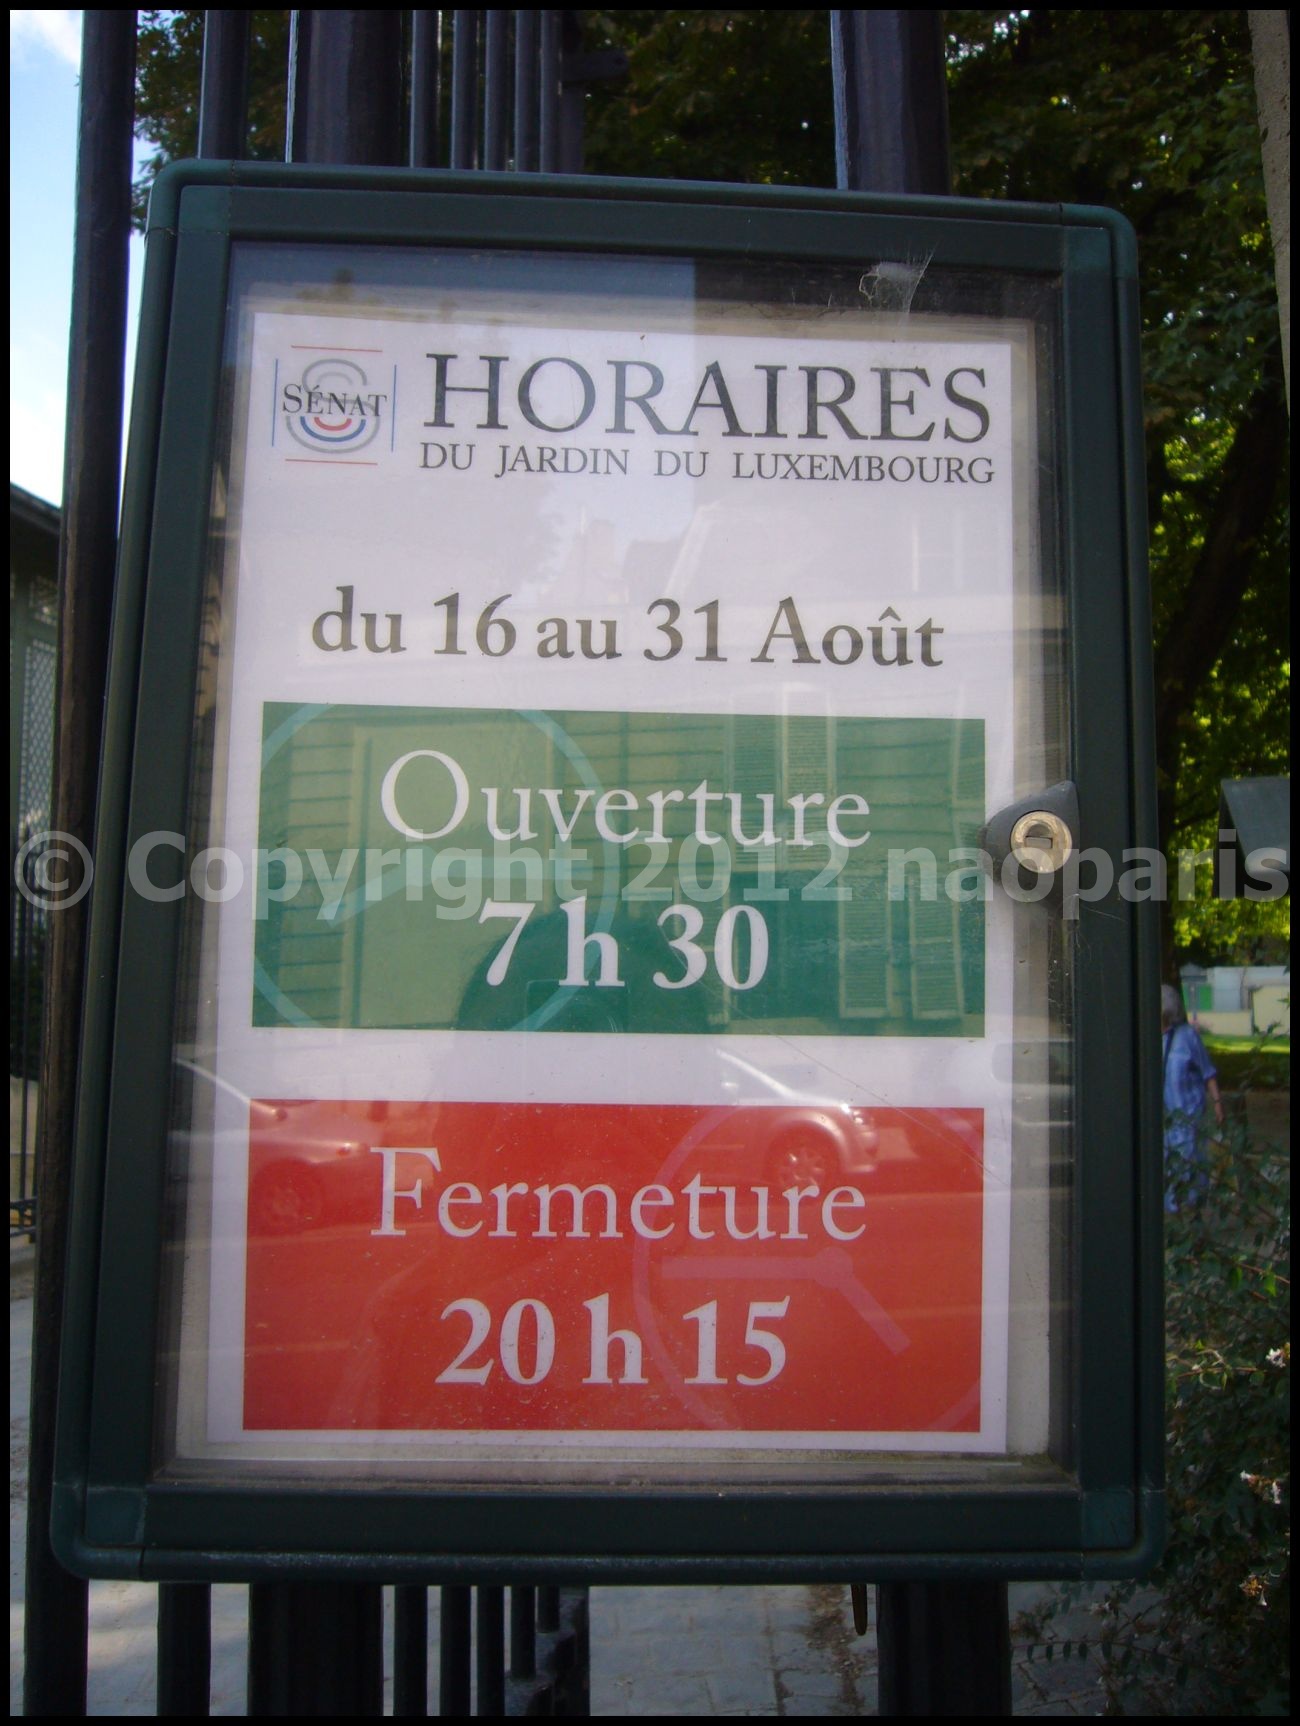 SÉNAT
HORAIRES
DU JARDIN DU LUXEMBOURG
du 16 au 31 Août
Ouverture
© Copyright 2012 naoparis
7 h 30
Fermeture
20 h 15